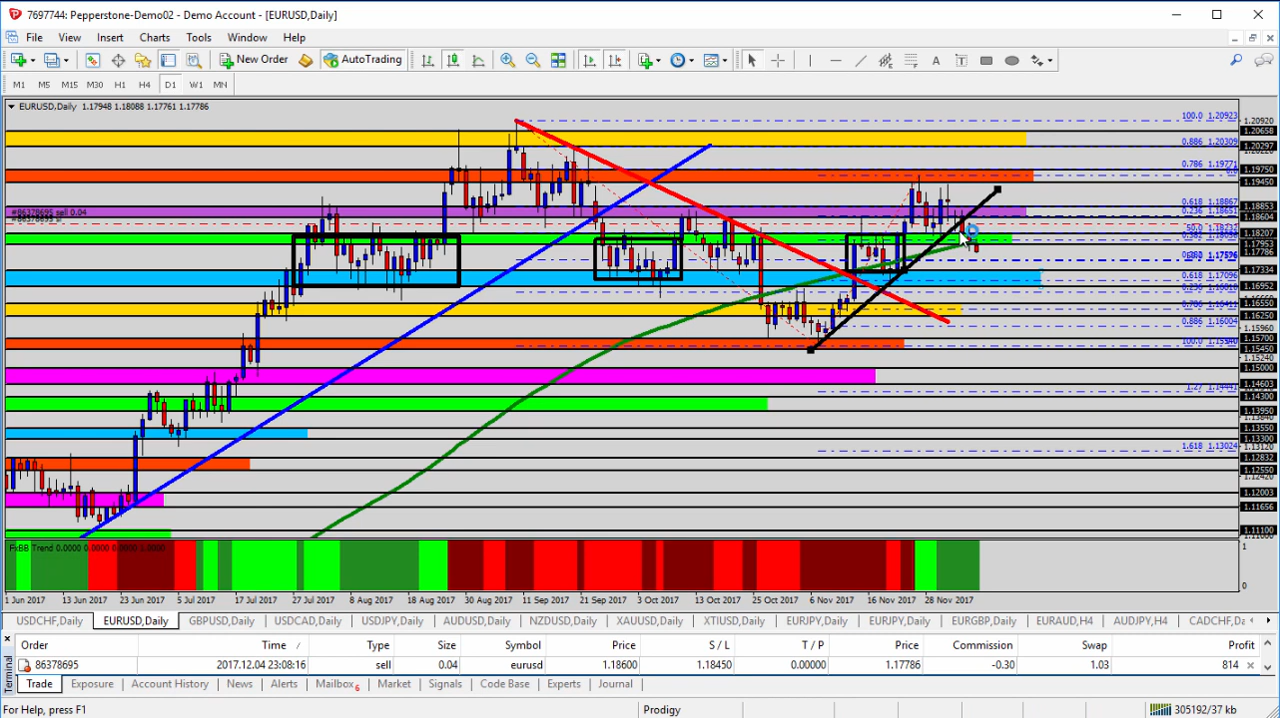 7697744: Pepperstone-Demo02 - Demo Account - [EURUSD,Daily]
File View Insert Charts Tools Window Help
New Order AutoTrading
M1 M5 M15 M30 H1 H4 D1 W1 MN
EURUSD,Daily 1.17948 1.18088 1.17761 1.17786
100.0 1.20923
1.20920
1.20658
0.886 1.20309
1.20297
0.786 1.19771
1.19750
1.19450
0.618 1.18867
1.18853
#86378695 sell 0.04
0.236 1.18651
1.18604
1.18207
1.17953
1.17786
1.17334
0.618 1.17096
1.16952
1.16250
0.886 1.16004
1.15960
1.15700
1.15450
1.15240
1.15000
1.14603
1.27 1.14441
1.14300
1.13950
1.13550
1.13300
1.618 1.13024
1.12832
1.12550
1.12003
1.11656
1.11100
FxBB Trend 0.0000 0.0000 0.0000 1.0000
1
0
1 Jun 2017 13 Jun 2017 23 Jun 2017 5 Jul 2017 17 Jul 2017 27 Jul 2017 8 Aug 2017 18 Aug 2017 30 Aug 2017 11 Sep 2017 21 Sep 2017 3 Oct 2017 13 Oct 2017 25 Oct 2017 6 Nov 2017 16 Nov 2017 28 Nov 2017
USDCHF,Daily EURUSD,Daily GBPUSD,Daily USDCAD,Daily USDJPY,Daily AUDUSD,Daily NZDUSD,Daily XAUUSD,Daily XTIUSD,Daily EURJPY,Daily EURJPY,Daily EURGBP,Daily EURAUD,H4 AUDJPY,H4 CADCHF,Da
Order Time / Type Size Symbol Price S / L T / P Price Commission Swap Profit
86378695 2017.12.04 23:08:16 sell 0.04 eurusd 1.18600 1.18450 0.00000 1.17786 -0.30 1.03 814
Terminal
Trade Exposure Account History News Alerts Mailbox 6 Market Signals Code Base Experts Journal
For Help, press F1 Prodigy 305192/37 kb